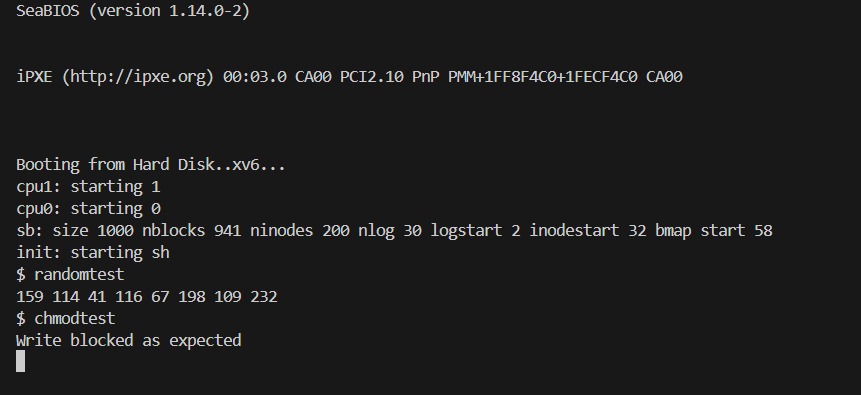 SeaBIOS (version 1.14.0-2)
iPXE (http://ipxe.org) 00:03.0 CA00 PCI2.10 PnP PMM+1FF8F4C0+1FECF4C0 CA00
Booting from Hard Disk..xv6...
cpu1: starting 1
cpu0: starting 0
sb: size 1000 nblocks 941 ninodes 200 nlog 30 logstart 2 inodestart 32 bmap start 58
init: starting sh
$ randomtest
159 114 41 116 67 198 109 232
$ chmodtest
Write blocked as expected